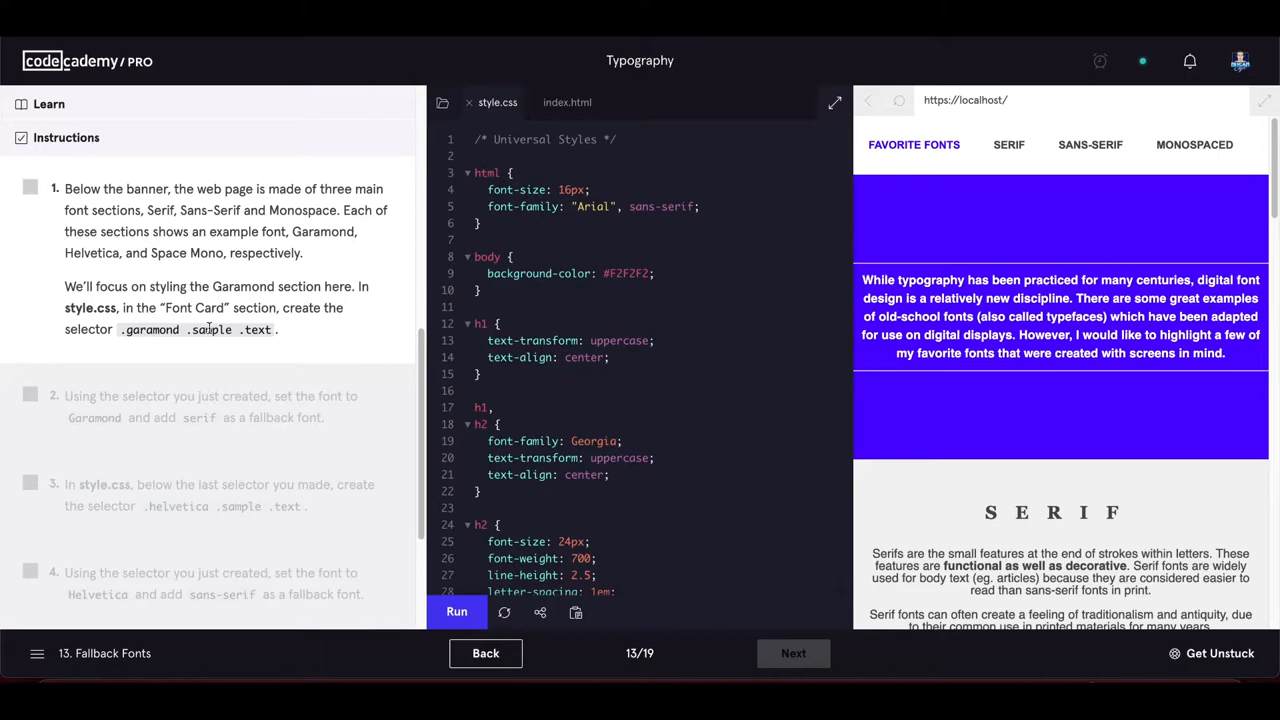 codecademy / PRO
Typography
Learn
Instructions
1. Below the banner, the web page is made of three main
font sections, Serif, Sans-Serif and Monospace. Each of
these sections shows an example font, Garamond,
Helvetica, and Space Mono, respectively.
We'll focus on styling the Garamond section here. In
style.css, in the “Font Card” section, create the
selector .garamond .sample .text.
2. Using the selector you just created, set the font to
Garamond and add serif as a fallback font.
3. In style.css, below the last selector you made, create
the selector .helvetica .sample .text.
4. Using the selector you just created, set the font to
Helvetica and add sans-serif as a fallback font.
× style.css index.html
1 /* Universal Styles */
2
3 html {
4 font-size: 16px;
5 font-family: "Arial", sans-serif;
6 }
7
8 body {
9 background-color: #F2F2F2;
10 }
11
12 h1 {
13 text-transform: uppercase;
14 text-align: center;
15 }
16
17 h1,
18 h2 {
19 font-family: Georgia;
20 text-transform: uppercase;
21 text-align: center;
22 }
23
24 h2 {
25 font-size: 24px;
26 font-weight: 700;
27 line-height: 2.5;
28 letter-spacing: 1em;
Run
https://localhost/
FAVORITE FONTS SERIF SANS-SERIF MONOSPACED
While typography has been practiced for many centuries, digital font
design is a relatively new discipline. There are some great examples
of old-school fonts (also called typefaces) which have been adapted
for use on digital displays. However, I would like to highlight a few of
my favorite fonts that were created with screens in mind.
SERIF
Serifs are the small features at the end of strokes within letters. These
features are functional as well as decorative. Serif fonts are widely
used for body text (eg. articles) because they are considered easier to
read than sans-serif fonts in print.
Serif fonts can often create a feeling of traditionalism and antiquity, due
to their common use in printed materials for many years.
13. Fallback Fonts
Back
13/19
Next
Get Unstuck